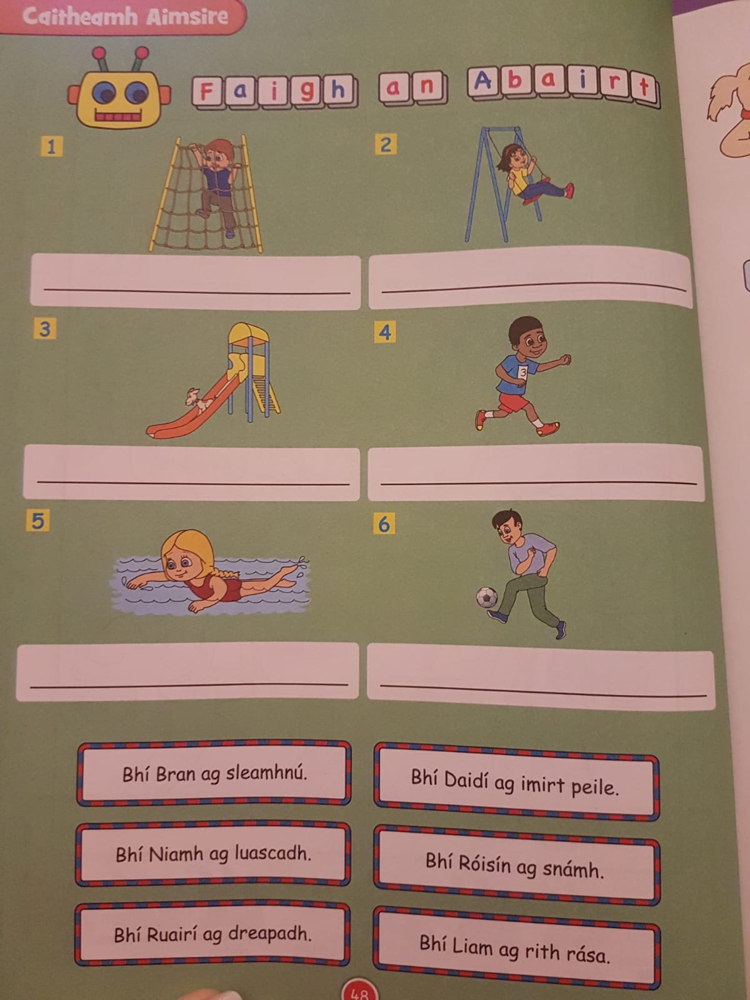 Caitheamh Aimsire
Faigh an Abairt
1
2
3
4
3
5
6
Bhí Bran ag sleamhnú.
Bhí Daidí ag imirt peile.
Bhí Niamh ag luascadh.
Bhí Róisín ag snámh.
Bhí Ruairí ag dreapadh.
Bhí Liam ag rith rása.
48